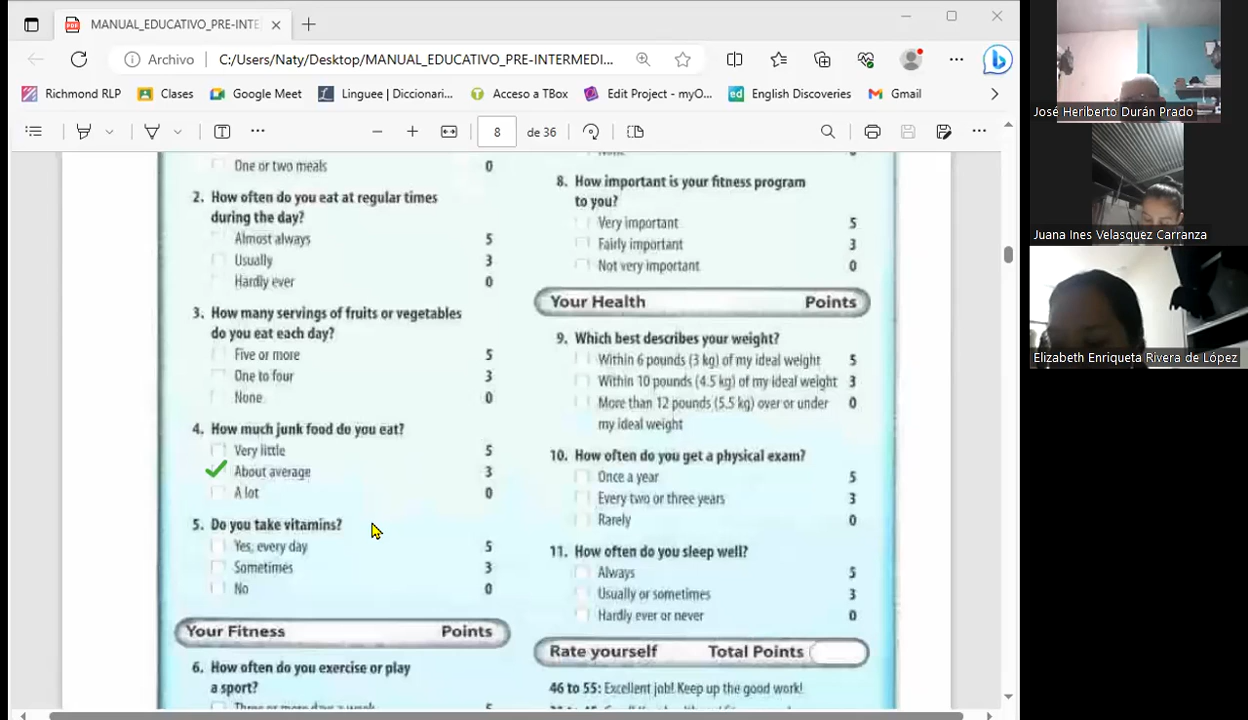 MANUAL_EDUCATIVO_PRE-INTE
Archivo
C:/Users/Naty/Desktop/MANUAL_EDUCATIVO_PRE-INTERMEDI...
Richmond RLP
Clases
Google Meet
Linguee | Diccionari...
Acceso a TBox
Edit Project - myO...
English Discoveries
Gmail
8
de 36
One or two meals 0
2. How often do you eat at regular times
during the day?
Almost always 5
Usually 3
Hardly ever 0
3. How many servings of fruits or vegetables
do you eat each day?
Five or more 5
One to four 3
None 0
4. How much junk food do you eat?
Very little 5
About average 3
A lot 0
5. Do you take vitamins?
Yes, every day 5
Sometimes 3
No 0
Your Fitness Points
6. How often do you exercise or play
a sport?
8. How important is your fitness program
to you?
Very important 5
Fairly important 3
Not very important 0
Your Health Points
9. Which best describes your weight?
Within 6 pounds (3 kg) of my ideal weight 5
Within 10 pounds (4.5 kg) of my ideal weight 3
More than 12 pounds (5.5 kg) over or under 0
my ideal weight
10. How often do you get a physical exam?
Once a year 5
Every two or three years 3
Rarely 0
11. How often do you sleep well?
Always 5
Usually or sometimes 3
Hardly ever or never 0
Rate yourself Total Points
46 to 55: Excellent job! Keep up the good work!
José Heriberto Durán Prado
Juana Ines Velasquez Carranza
Elizabeth Enriqueta Rivera de López